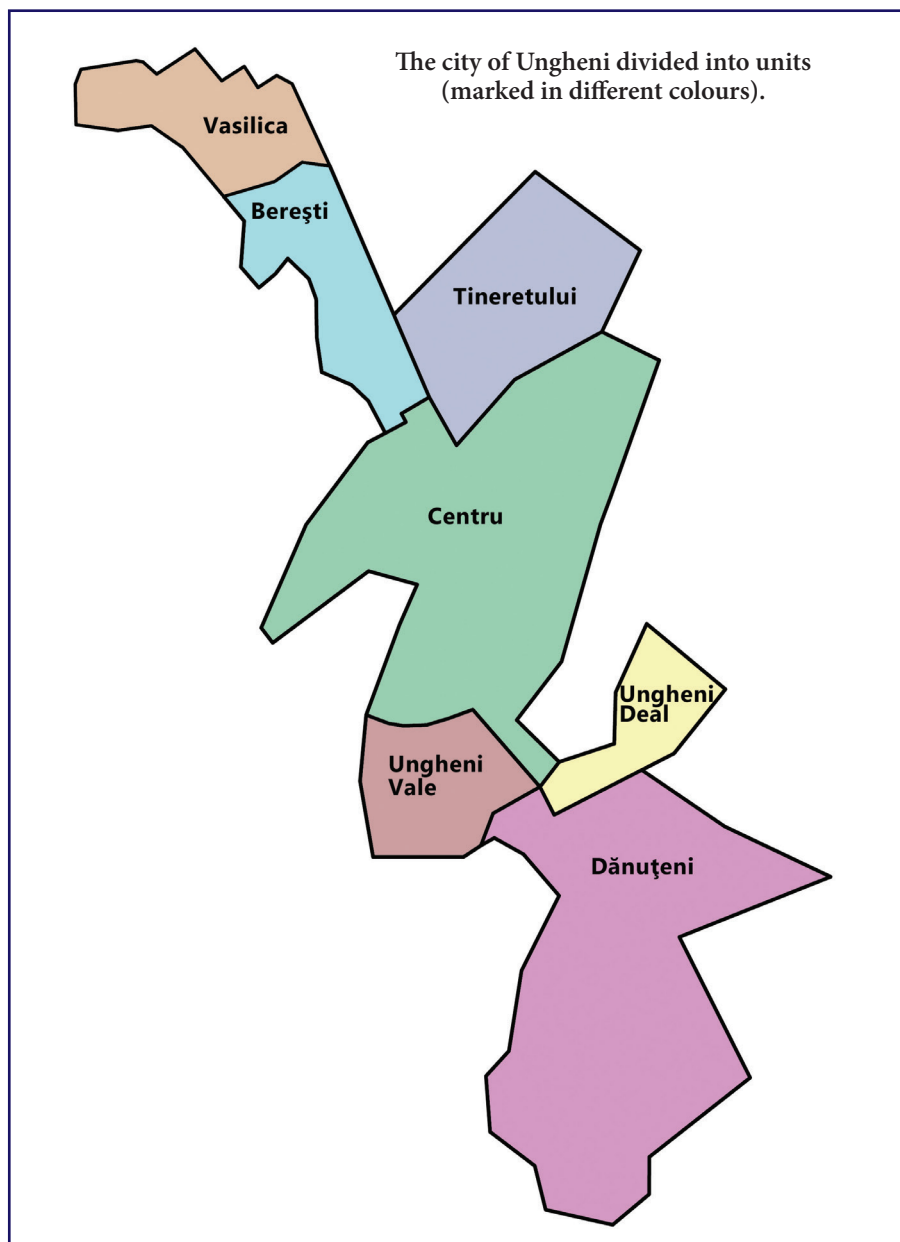 The city of Ungheni divided into units
(marked in different colours).
Vasilica
Bereşti
Tineretului
Centru
Ungheni
Deal
Ungheni
Vale
Dănuţeni